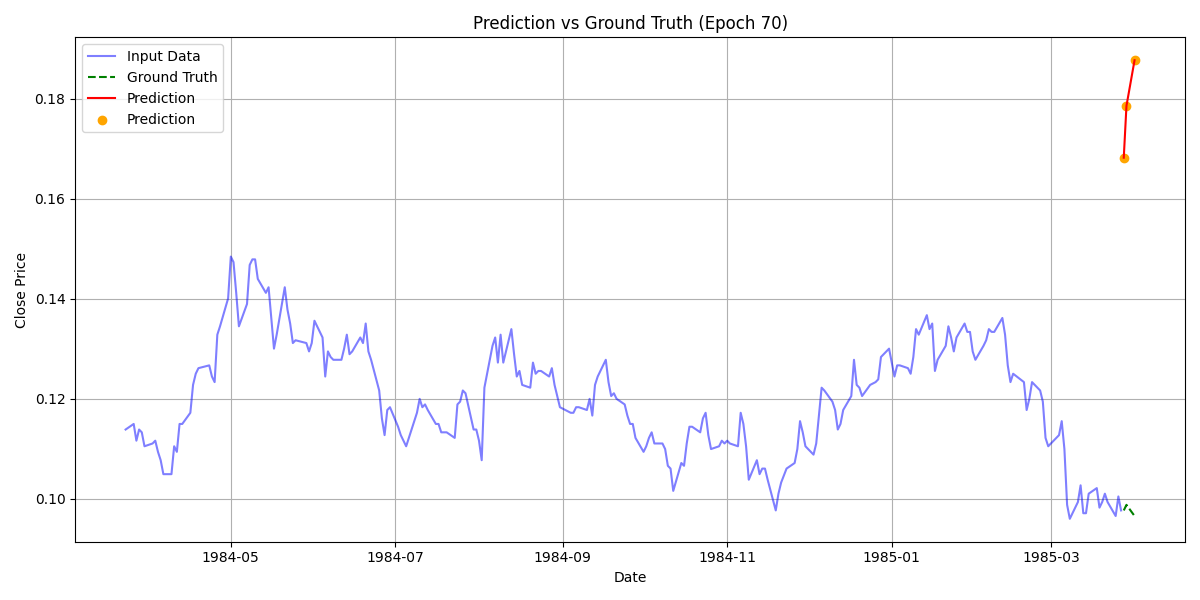 Prediction vs Ground Truth (Epoch 70)
Input Data
Ground Truth
Prediction
Prediction
0.18
0.16
0.14
0.12
0.10
Close Price
1984-05
1984-07
1984-09
1984-11
1985-01
1985-03
Date